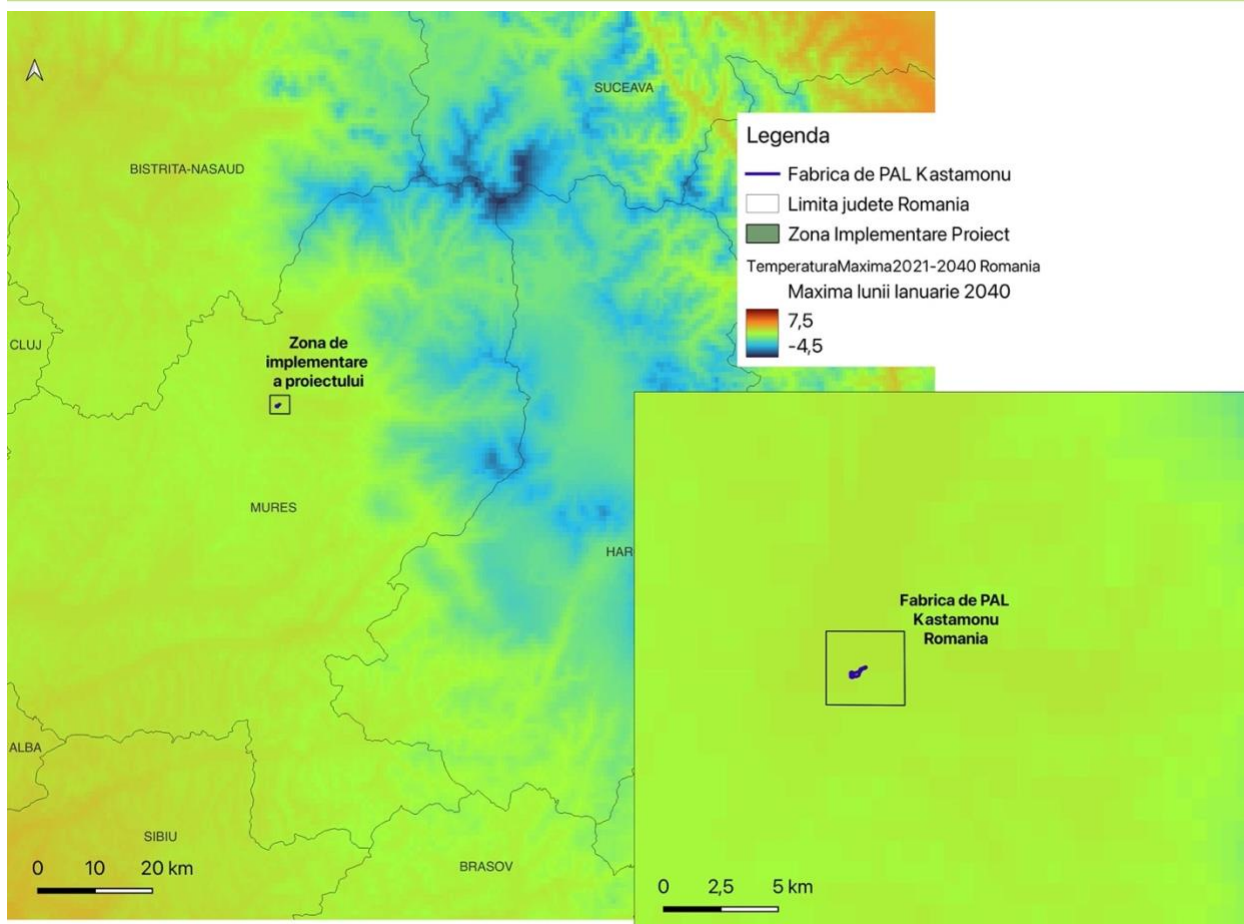 SUCEAVA
BISTRITA-NASAUD
CLUJ
Zona de
implementare
a proiectului
MURES
HAR
ALBA
SIBIU
BRASOV
0 10 20 km
Legenda
Fabrica de PAL Kastamonu
Limita judete Romania
Zona Implementare Proiect
TemperaturaMaxima2021-2040 Romania
Maxima lunii Ianuarie 2040
7,5
-4,5
Fabrica de PAL
Kastamonu
Romania
0 2,5 5 km